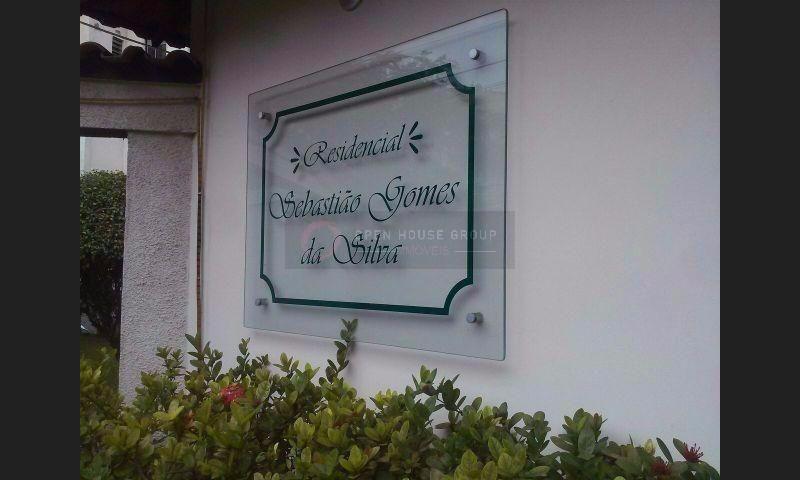 Residencial
Sebastião Gomes
da Silva
OPEN HOUSE GROUP
IMÓVEIS